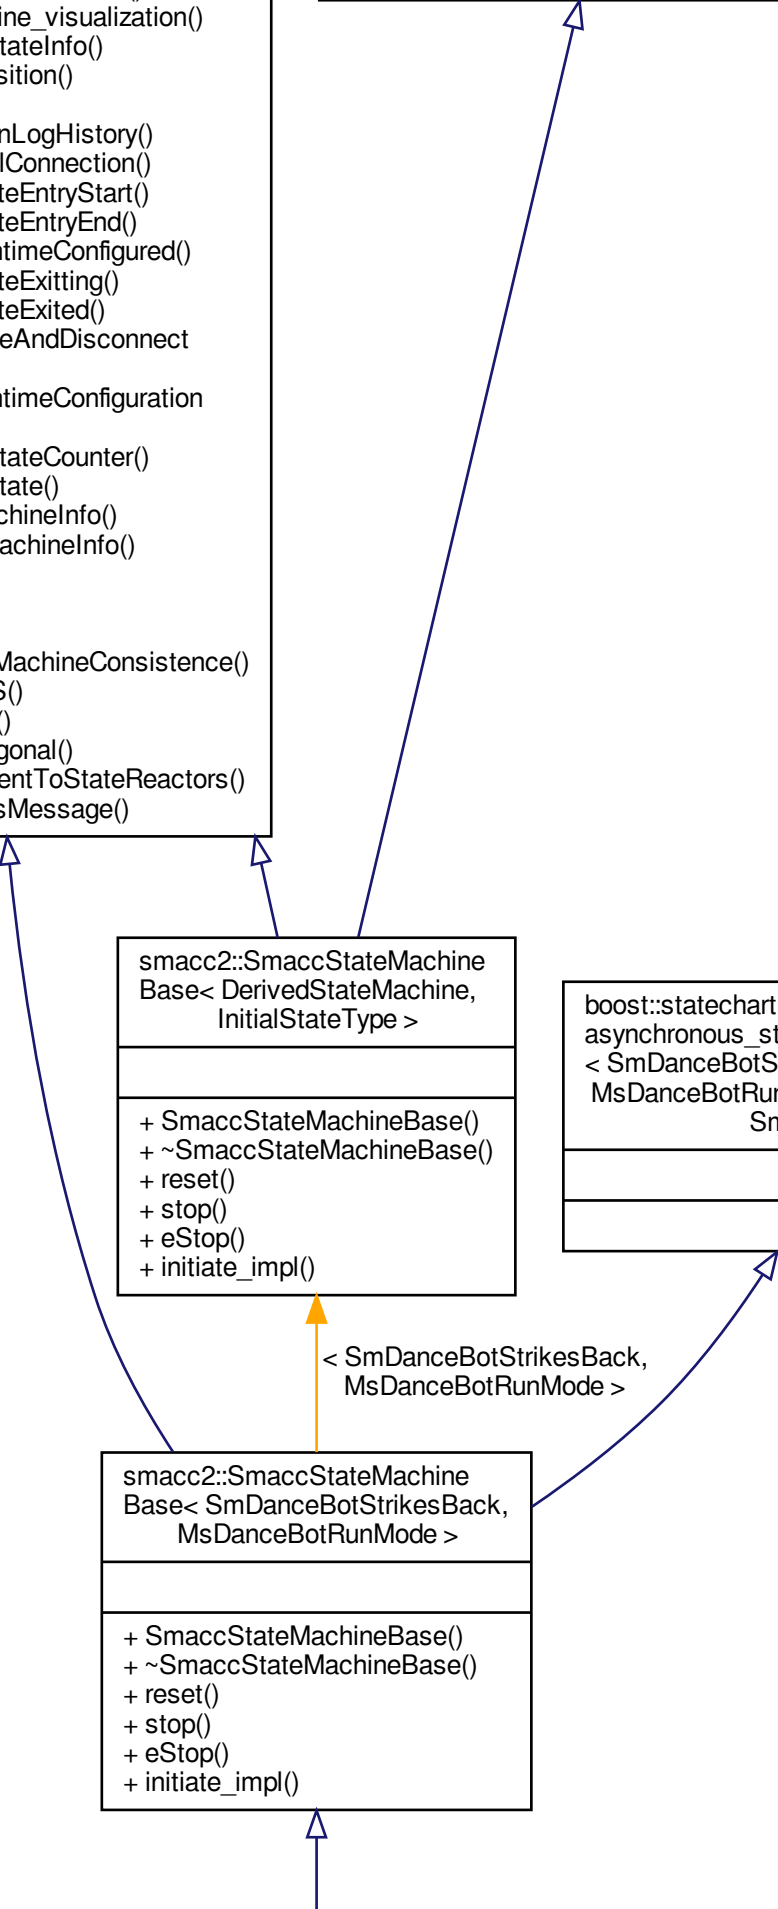 ine_visualization()
tateInfo()
sition()
nLogHistory()
lConnection()
teEntryStart()
teEntryEnd()
ntimeConfigured()
teExitting()
teExited()
eAndDisconnect
ntimeConfiguration
tateCounter()
tate()
chineInfo()
achineInfo()
MachineConsistence()
S()
()
gonal()
entToStateReactors()
sMessage()
smacc2::SmaccStateMachine
Base< DerivedStateMachine,
InitialStateType >
+ SmaccStateMachineBase()
+ ~SmaccStateMachineBase()
+ reset()
+ stop()
+ eStop()
+ initiate_impl()
boost::statechart
asynchronous_st
< SmDanceBotS
MsDanceBotRun
Sm
< SmDanceBotStrikesBack,
MsDanceBotRunMode >
smacc2::SmaccStateMachine
Base< SmDanceBotStrikesBack,
MsDanceBotRunMode >
+ SmaccStateMachineBase()
+ ~SmaccStateMachineBase()
+ reset()
+ stop()
+ eStop()
+ initiate_impl()